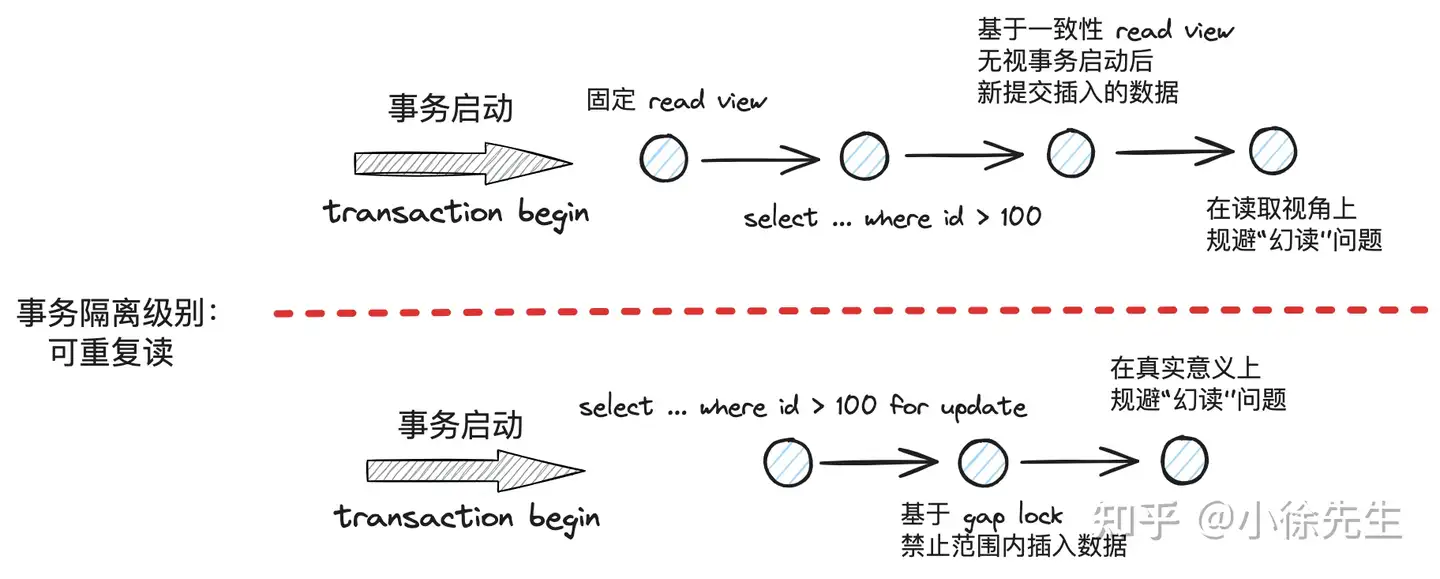 基于一致性 read view
无视事务启动后
新提交插入的数据
事务启动
固定 read view
transaction begin
select ... where id > 100
在读取视角上
规避“幻读”问题
事务隔离级别：
可重复读
在真实意义上
规避“幻读”问题
select ... where id > 100 for update
事务启动
transaction begin
基于 gap lock
禁止范围内插入数据
知乎 @小徐先生